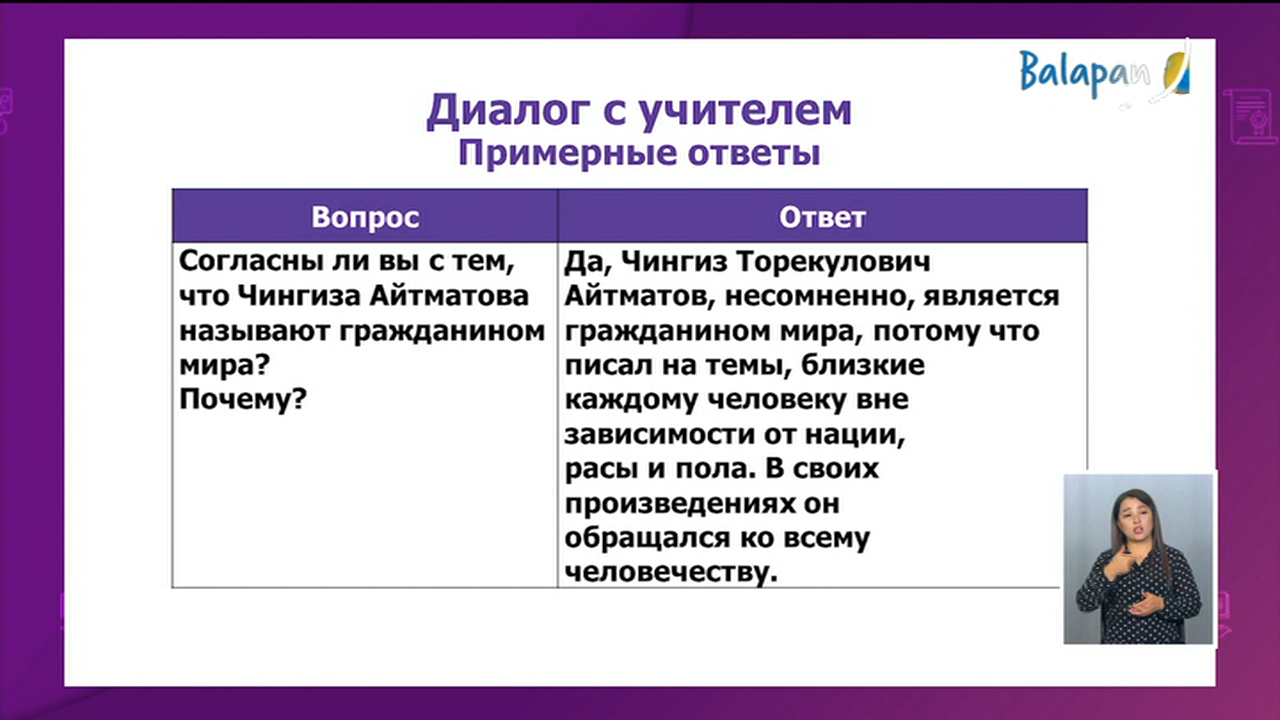 Balapan
Диалог с учителем
Примерные ответы
Вопрос
Ответ
Согласны ли вы с тем,
что Чингиза Айтматова
называют гражданином
мира?
Почему?
Да, Чингиз Торекулович
Айтматов, несомненно, является
гражданином мира, потому что
писал на темы, близкие
каждому человеку вне
зависимости от нации,
расы и пола. В своих
произведениях он
обращался ко всему
человечеству.